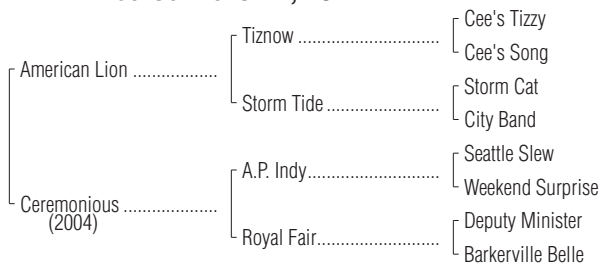 Cee's Tizzy
Tiznow ..............................
Cee's Song
American Lion ..................
Storm Cat
Storm Tide ........................
City Band
Seattle Slew
A.P. Indy............................
Weekend Surprise
Ceremonious ....................
(2004)
Deputy Minister
Royal Fair..........................
Barkerville Belle